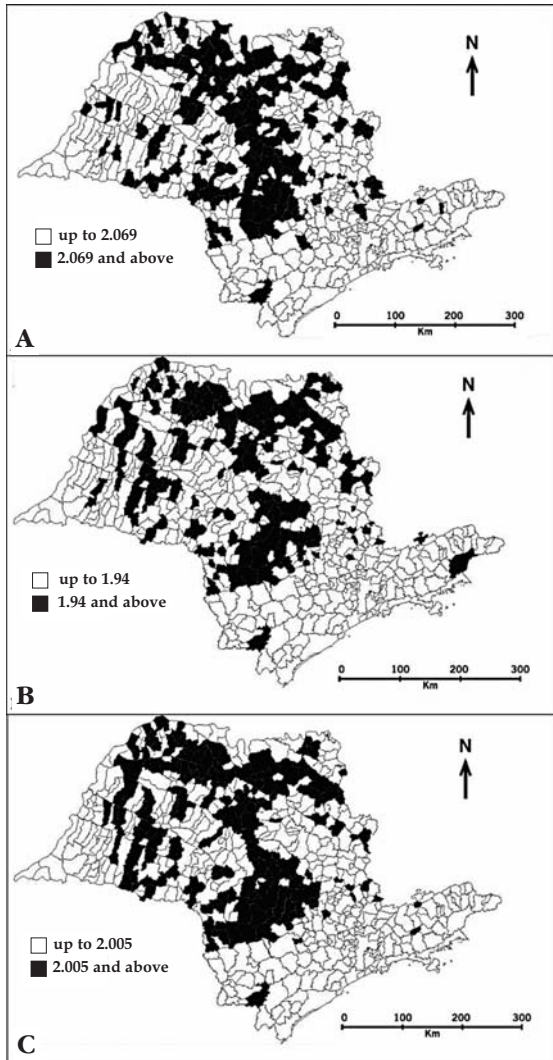 N
up to 2.069
2.069 and above
A
0 100 200 300
Km
N
up to 1.94
1.94 and above
B
0 100 200 300
Km
N
up to 2.005
2.005 and above
C
0 100 200 300
Km